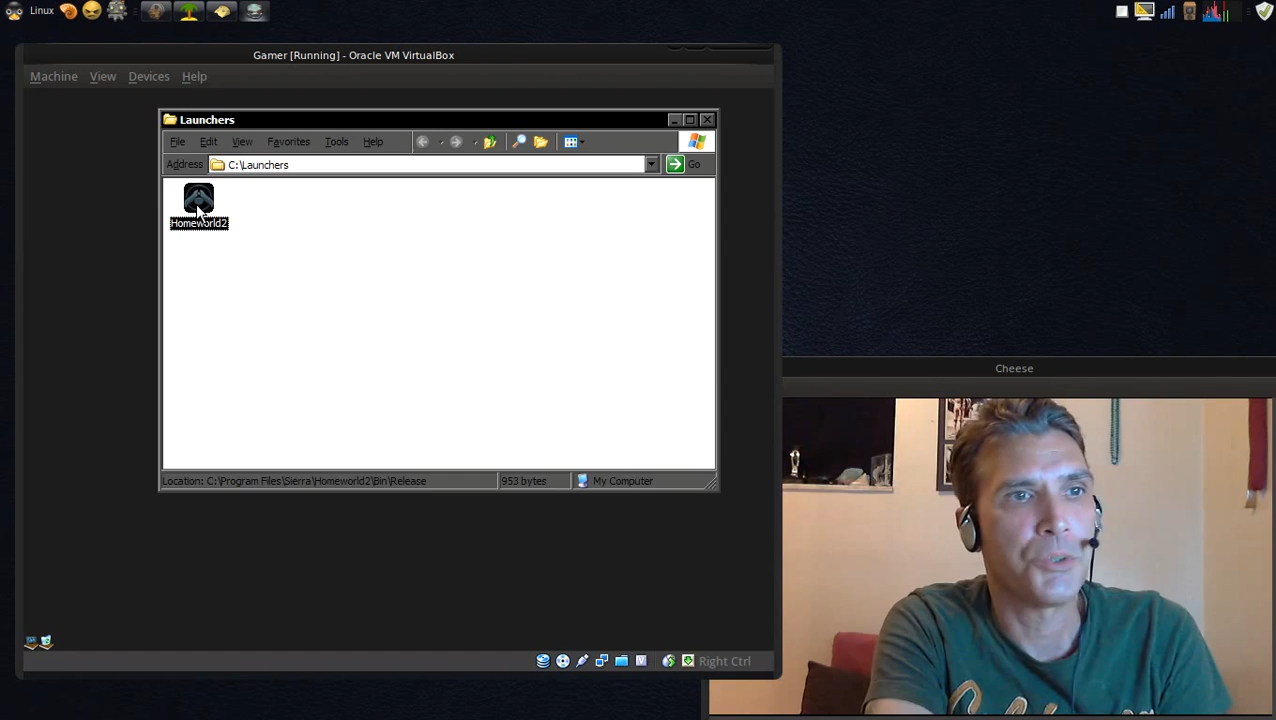 Linux
Gamer [Running] - Oracle VM VirtualBox
Machine View Devices Help
Launchers
File Edit View Favorites Tools Help
Address C:\Launchers Go
Homeworld2
Location: C:\Program Files\Sierra\Homeworld2\Bin\Release 953 bytes My Computer
Right Ctrl
Cheese